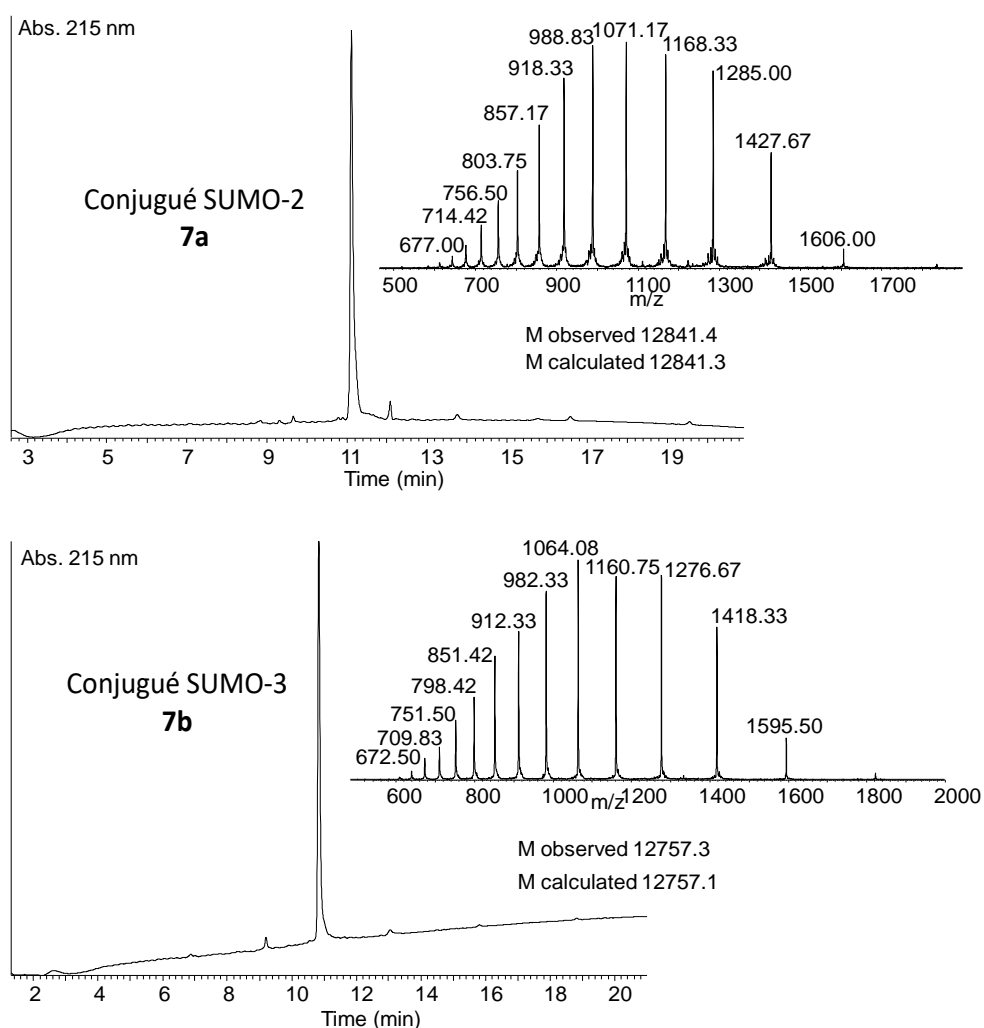 Abs. 215 nm
988.83
1071.17
1168.33
918.33
1285.00
857.17
1427.67
803.75
Conjugué SUMO-2
756.50
7a
714.42
677.00
1606.00
500 700 900 1100 1300 1500 1700
m/z
M observed 12841.4
M calculated 12841.3
3 5 7 9 11 13 15 17 19
Time (min)
Abs. 215 nm
1064.08
982.33
1160.75
1276.67
912.33
1418.33
851.42
Conjugué SUMO-3
798.42
7b
751.50
1595.50
709.83
672.50
600 800 1000 m/z 1200 1400 1600 1800 2000
M observed 12757.3
M calculated 12757.1
2 4 6 8 10 12 14 16 18 20
Time (min)